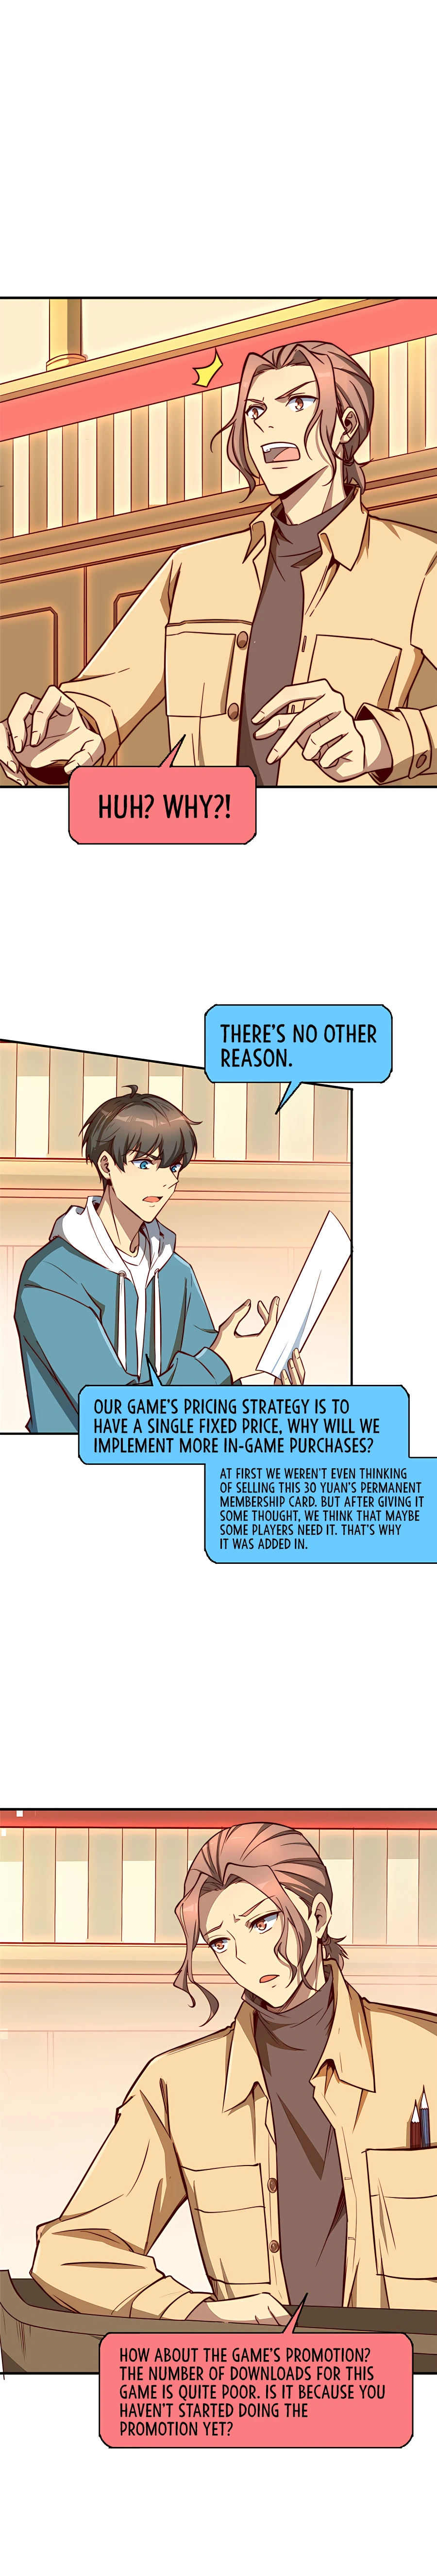 HUH? WHY?!
THERE'S NO OTHER
REASON.
OUR GAME'S PRICING STRATEGY IS TO
HAVE A SINGLE FIXED PRICE, WHY WILL WE
IMPLEMENT MORE IN-GAME PURCHASES?
AT FIRST WE WEREN'T EVEN THINKING
OF SELLING THIS 30 YUAN'S PERMANENT
MEMBERSHIP CARD. BUT AFTER GIVING IT
SOME THOUGHT, WE THINK THAT MAYBE
SOME PLAYERS NEED IT. THAT'S WHY
IT WAS ADDED IN.
HOW ABOUT THE GAME'S PROMOTION?
THE NUMBER OF DOWNLOADS FOR THIS
GAME IS QUITE POOR. IS IT BECAUSE YOU
HAVEN'T STARTED DOING THE
PROMOTION YET?